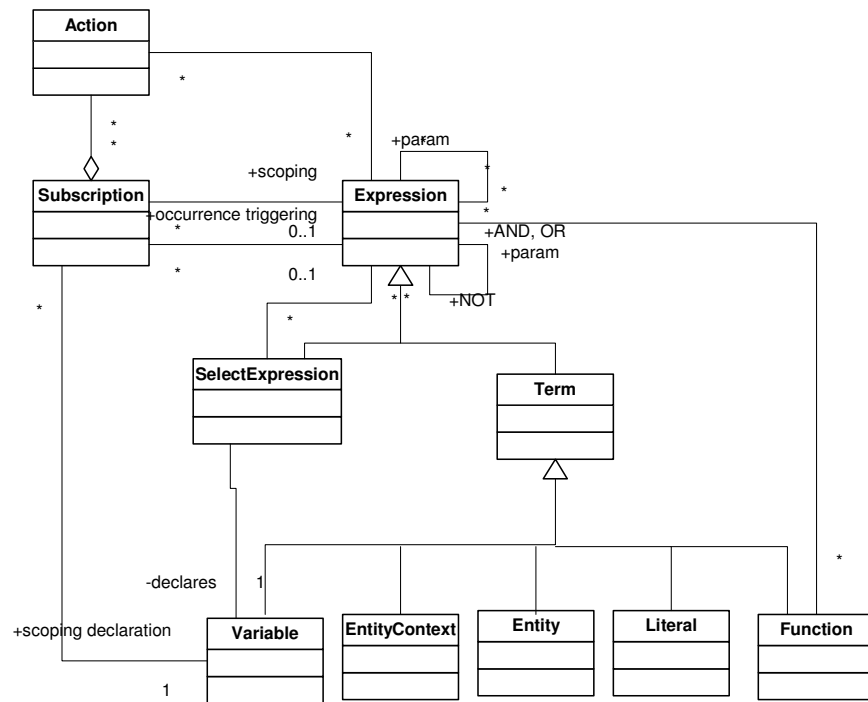 Action
*
*
*
*
+param
*
+scoping
*
*
Subscription
Expression
+occurrence triggering
*
*
0..1
+AND, OR
+param
*
0..1
*
* *
+NOT
*
SelectExpression
Term
*
-declares
1
+scoping declaration
Variable
EntityContext
Entity
Literal
Function
1